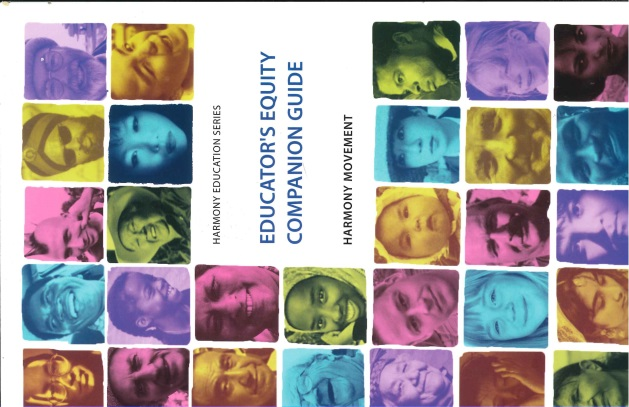 HARMONY EDUCATION SERIES
EDUCATOR'S EQUITY
COMPANION GUIDE
HARMONY MOVEMENT